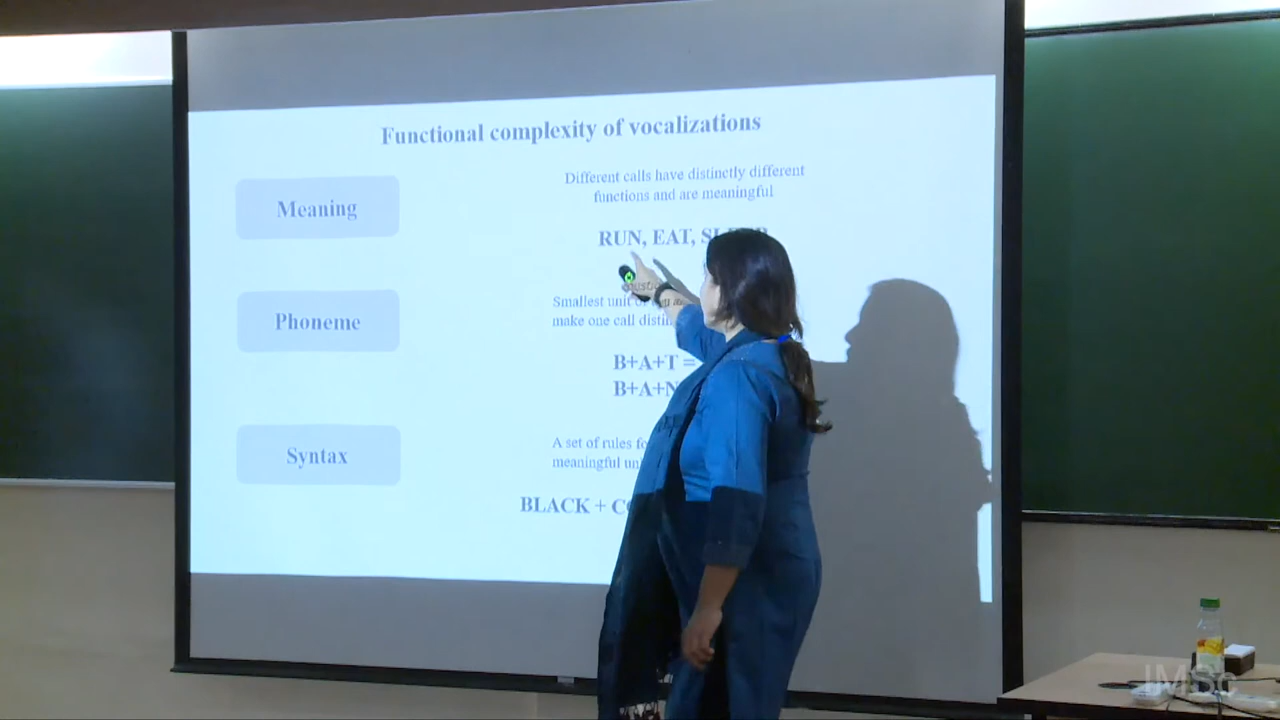 Functional complexity of vocalizations
Meaning
Different calls have distinctly different
functions and are meaningful
RUN, EAT,
Phoneme
Smallest unit
make one call
B+A+T =
B+A+N
Syntax
A set of rules
meaningful
BLACK +
IMSc